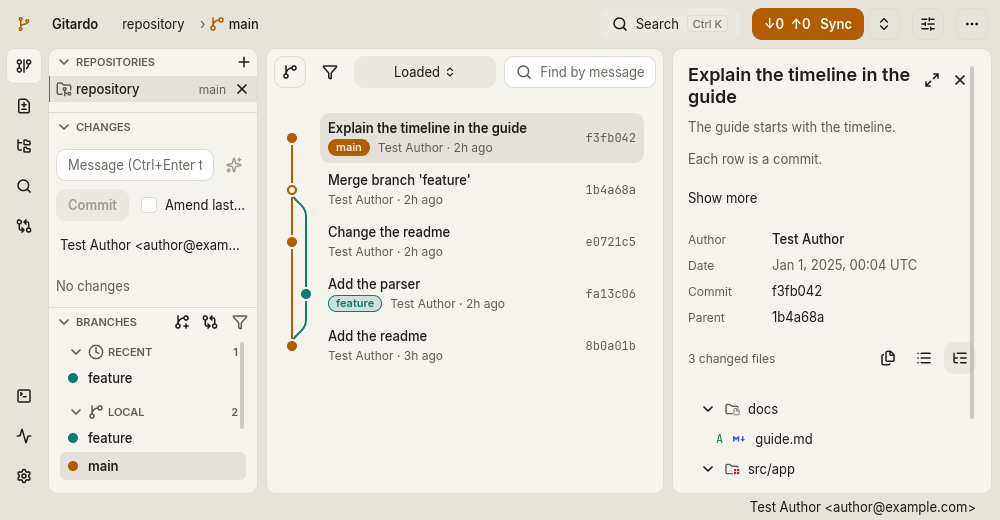 Gitardo
repository
main
Search Ctrl K
↓0 ↑0 Sync
REPOSITORIES
repository main
CHANGES
Message (Ctrl+Enter t
Commit
Amend last...
Test Author <author@exam...
No changes
BRANCHES
RECENT 1
feature
LOCAL 2
feature
main
Loaded
Find by message
Explain the timeline in the guide
main Test Author · 2h ago
f3fb042
Merge branch 'feature'
Test Author · 2h ago
1b4a68a
Change the readme
Test Author · 2h ago
e0721c5
Add the parser
feature Test Author · 2h ago
fa13c06
Add the readme
Test Author · 3h ago
8b0a01b
Explain the timeline in the
guide
The guide starts with the timeline.
Each row is a commit.
Show more
Author Test Author
Date Jan 1, 2025, 00:04 UTC
Commit f3fb042
Parent 1b4a68a
3 changed files
docs
A M↓ guide.md
src/app
Test Author <author@example.com>